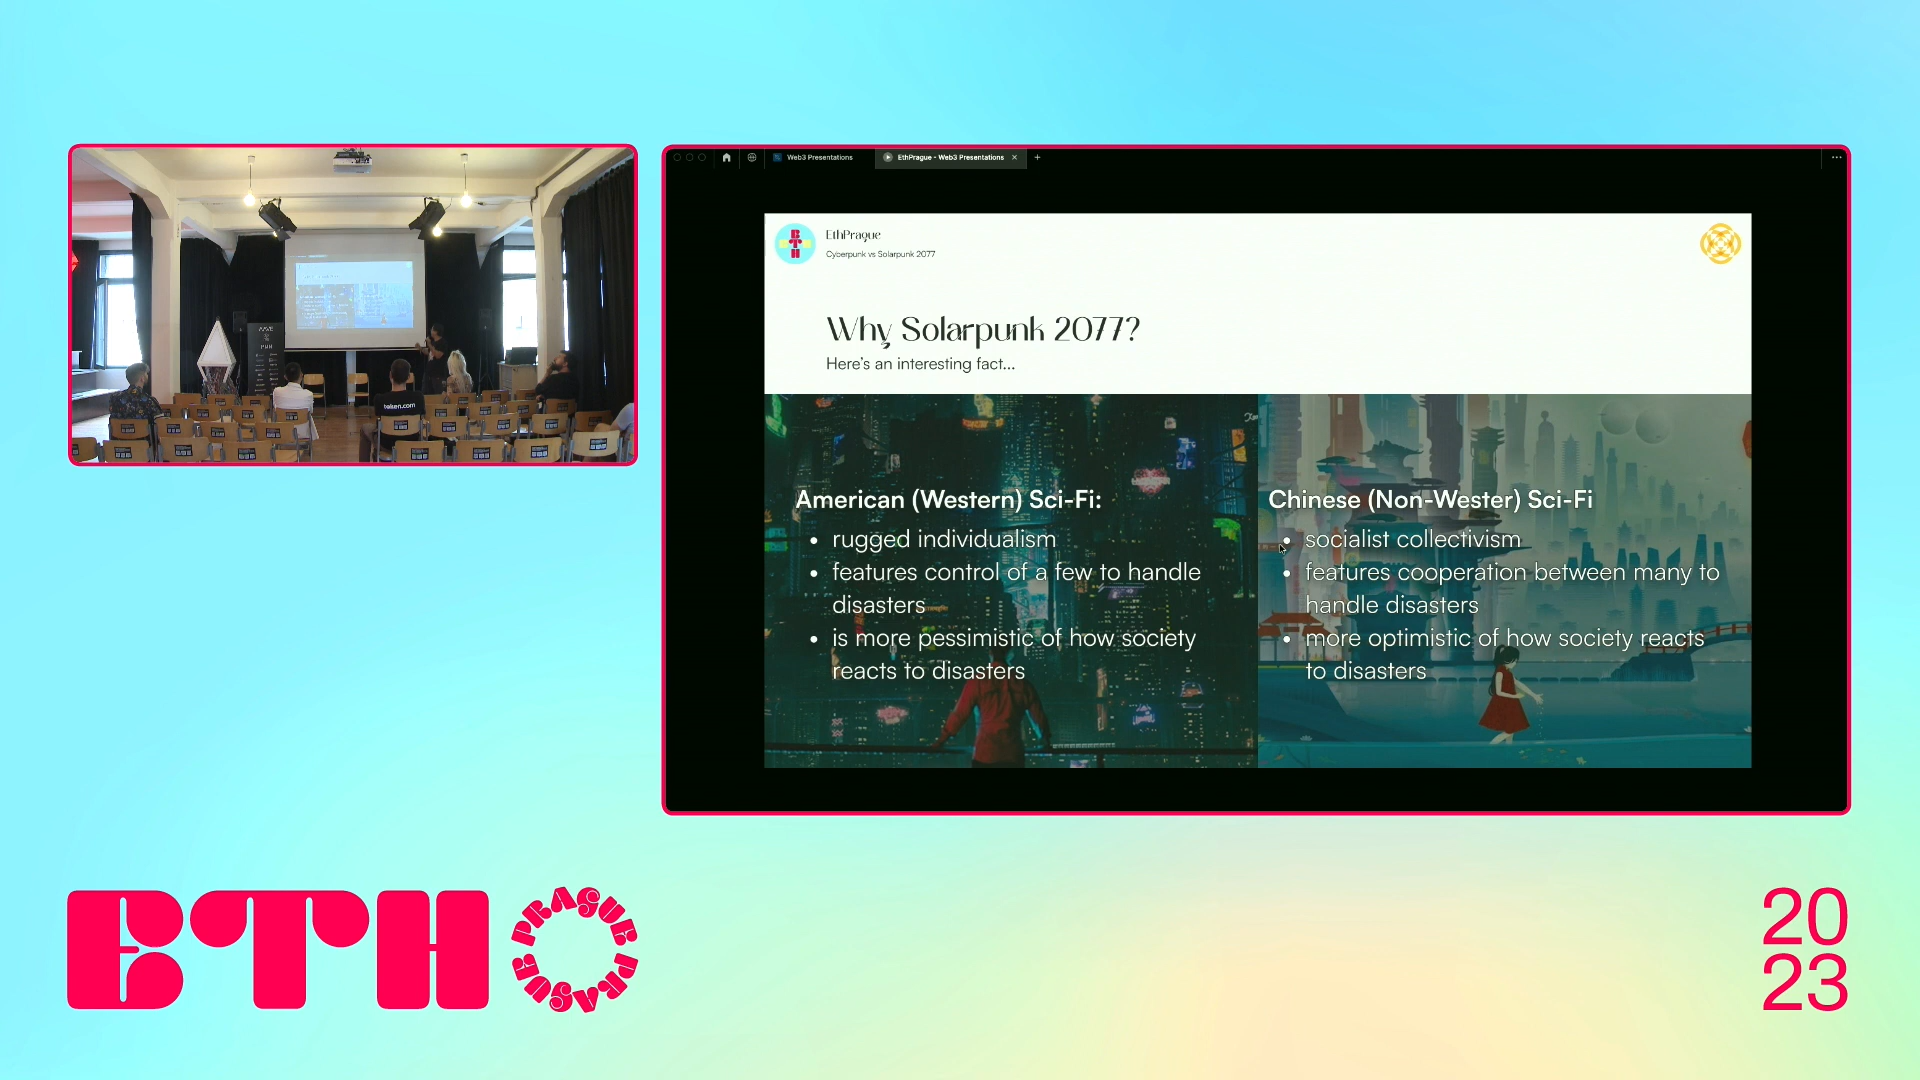 Web3 Presentations
EthPrague - Web3 Presentations
EthPrague
Cyberpunk vs Solarpunk 2077
Why Solarpunk 2077?
Here's an interesting fact...
American (Western) Sci-Fi:
• rugged individualism
• features control of a few to handle
disasters
• is more pessimistic of how society
reacts to disasters
Chinese (Non-Wester) Sci-Fi
• socialist collectivism
• features cooperation between many to
handle disasters
• more optimistic of how society reacts
to disasters
AAVE
token.com
ETH
PRAGUE PRAGUE
20
23